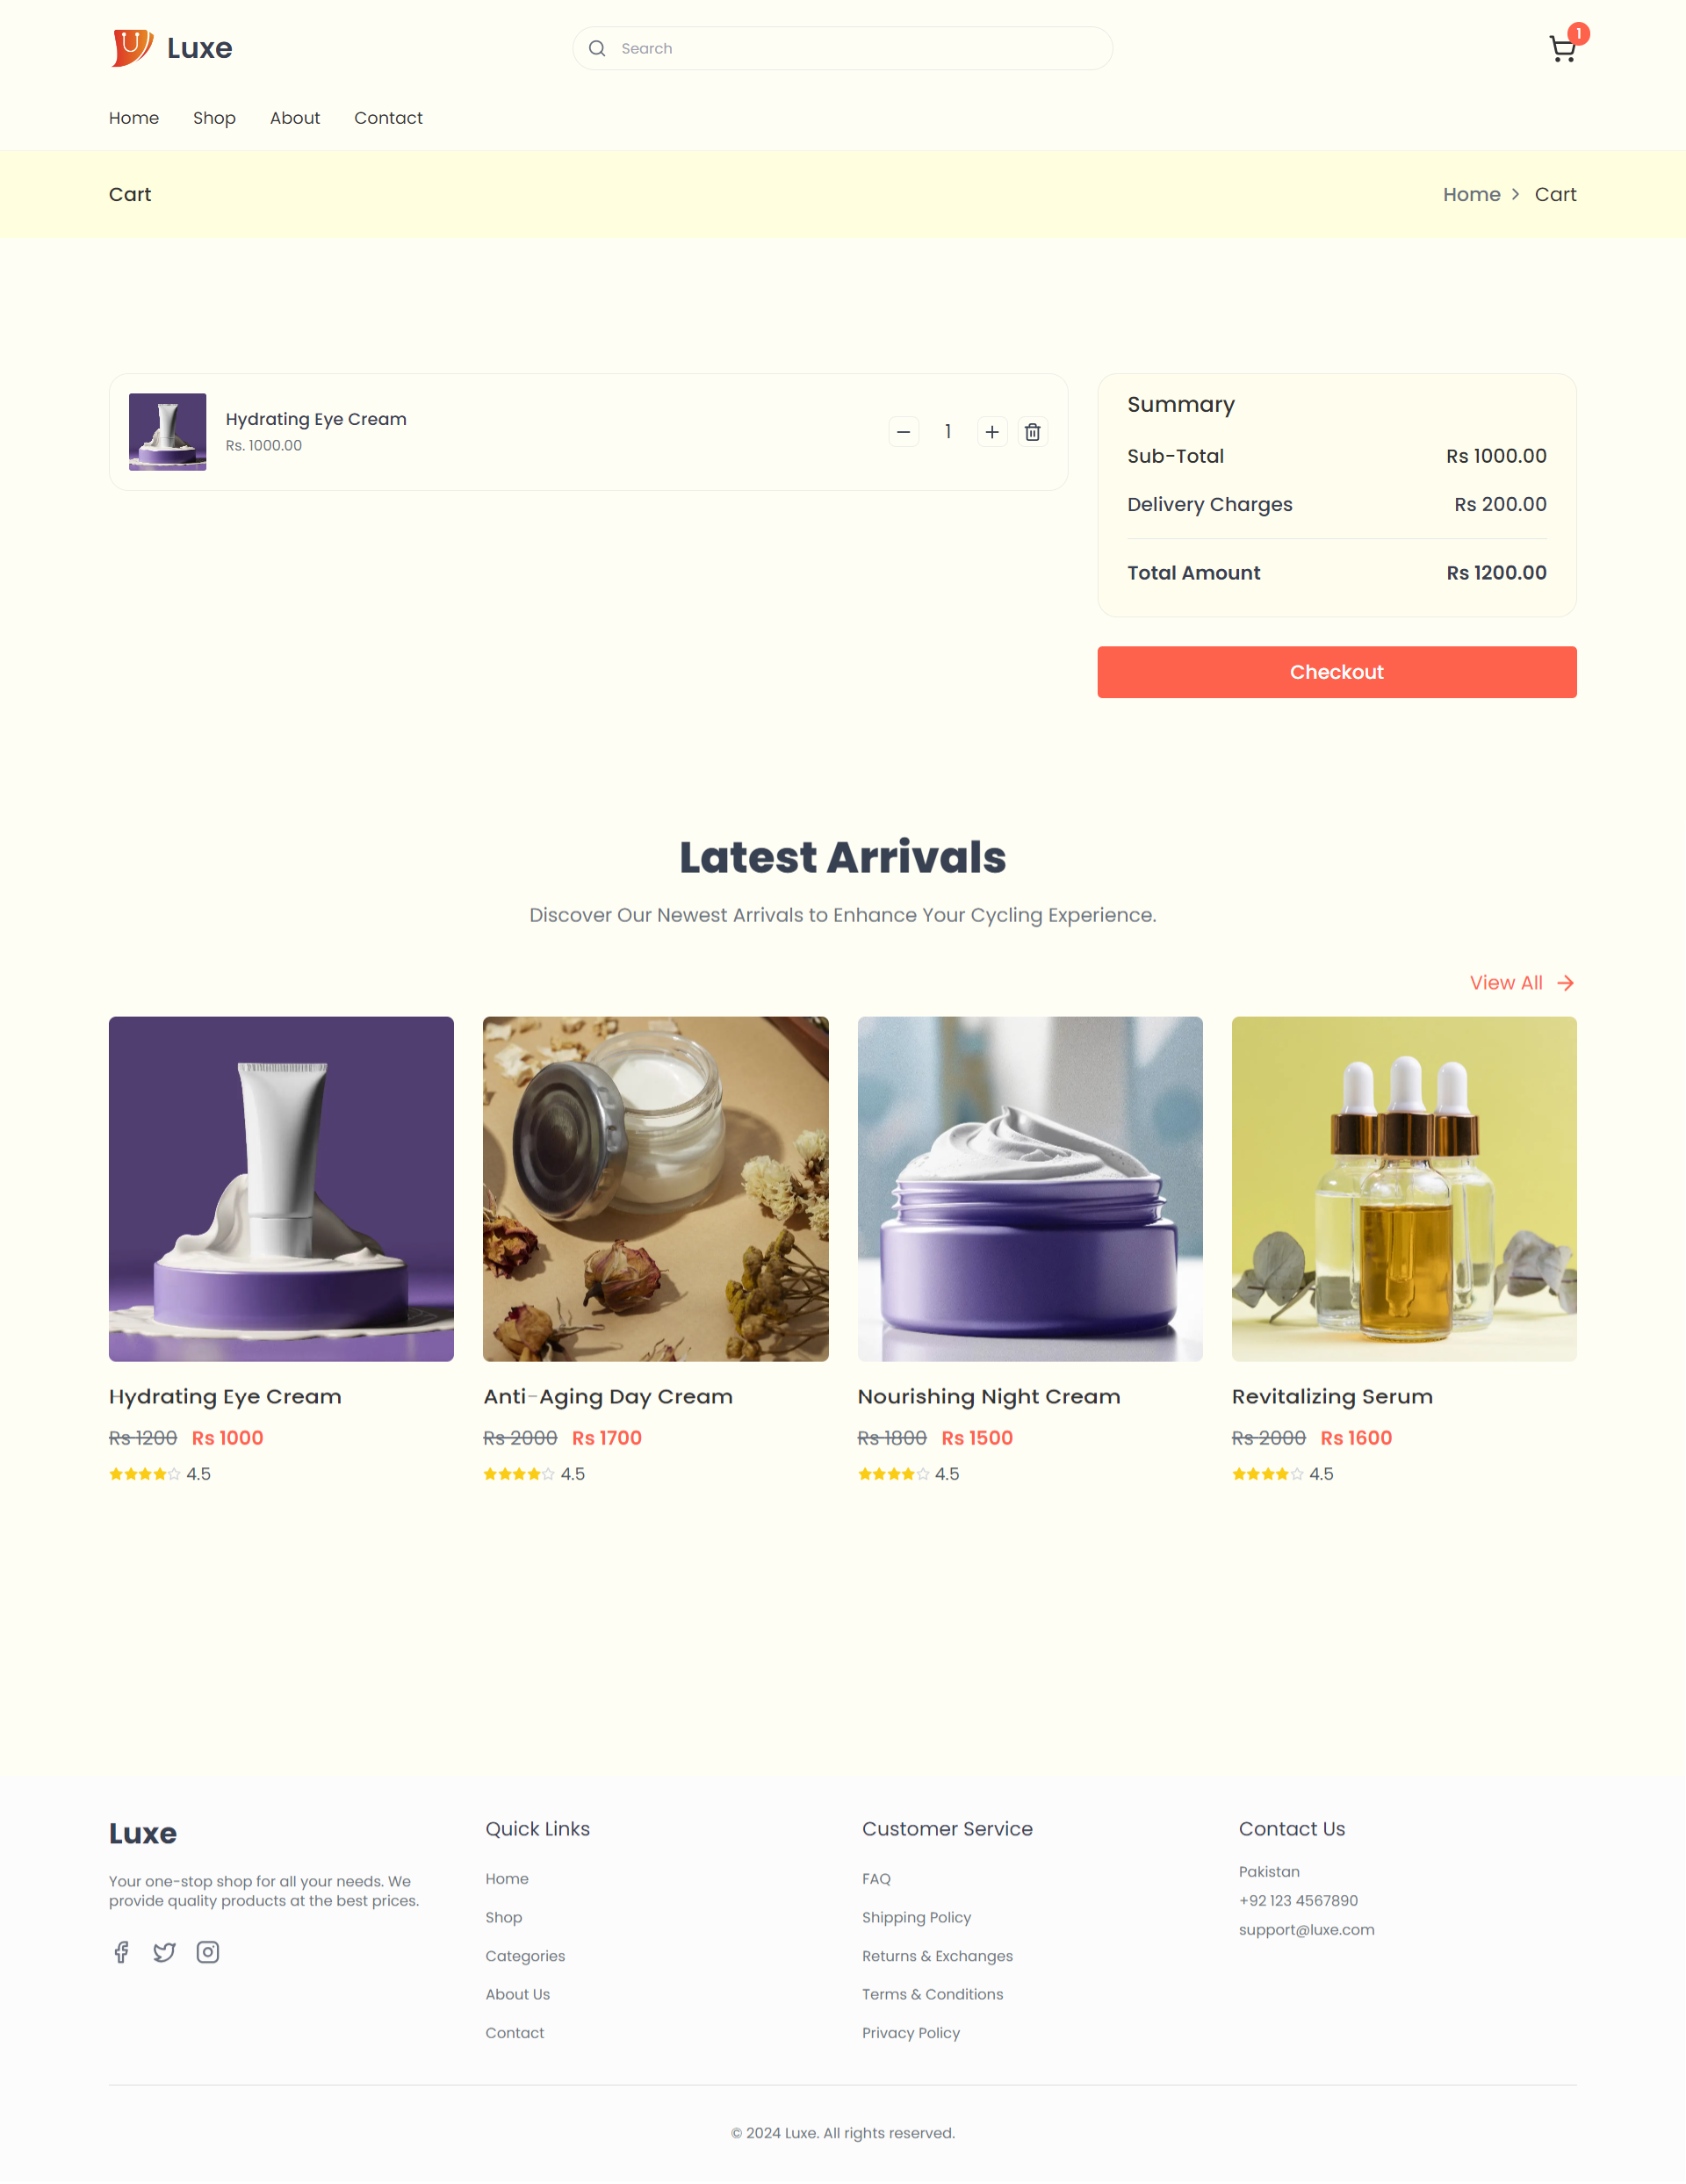 Luxe
Search
1
Home Shop About Contact
Cart
Home > Cart
Hydrating Eye Cream
Rs. 1000.00
1
Summary
Sub-Total Rs 1000.00
Delivery Charges Rs 200.00
Total Amount Rs 1200.00
Checkout
Latest Arrivals
Discover Our Newest Arrivals to Enhance Your Cycling Experience.
View All
Hydrating Eye Cream
Rs 1200 Rs 1000
4.5
Anti-Aging Day Cream
Rs 2000 Rs 1700
4.5
Nourishing Night Cream
Rs 1800 Rs 1500
4.5
Revitalizing Serum
Rs 2000 Rs 1600
4.5
Luxe
Your one-stop shop for all your needs. We
provide quality products at the best prices.
Quick Links
Home
Shop
Categories
About Us
Contact
Customer Service
FAQ
Shipping Policy
Returns & Exchanges
Terms & Conditions
Privacy Policy
Contact Us
Pakistan
+92 123 4567890
support@luxe.com
© 2024 Luxe. All rights reserved.